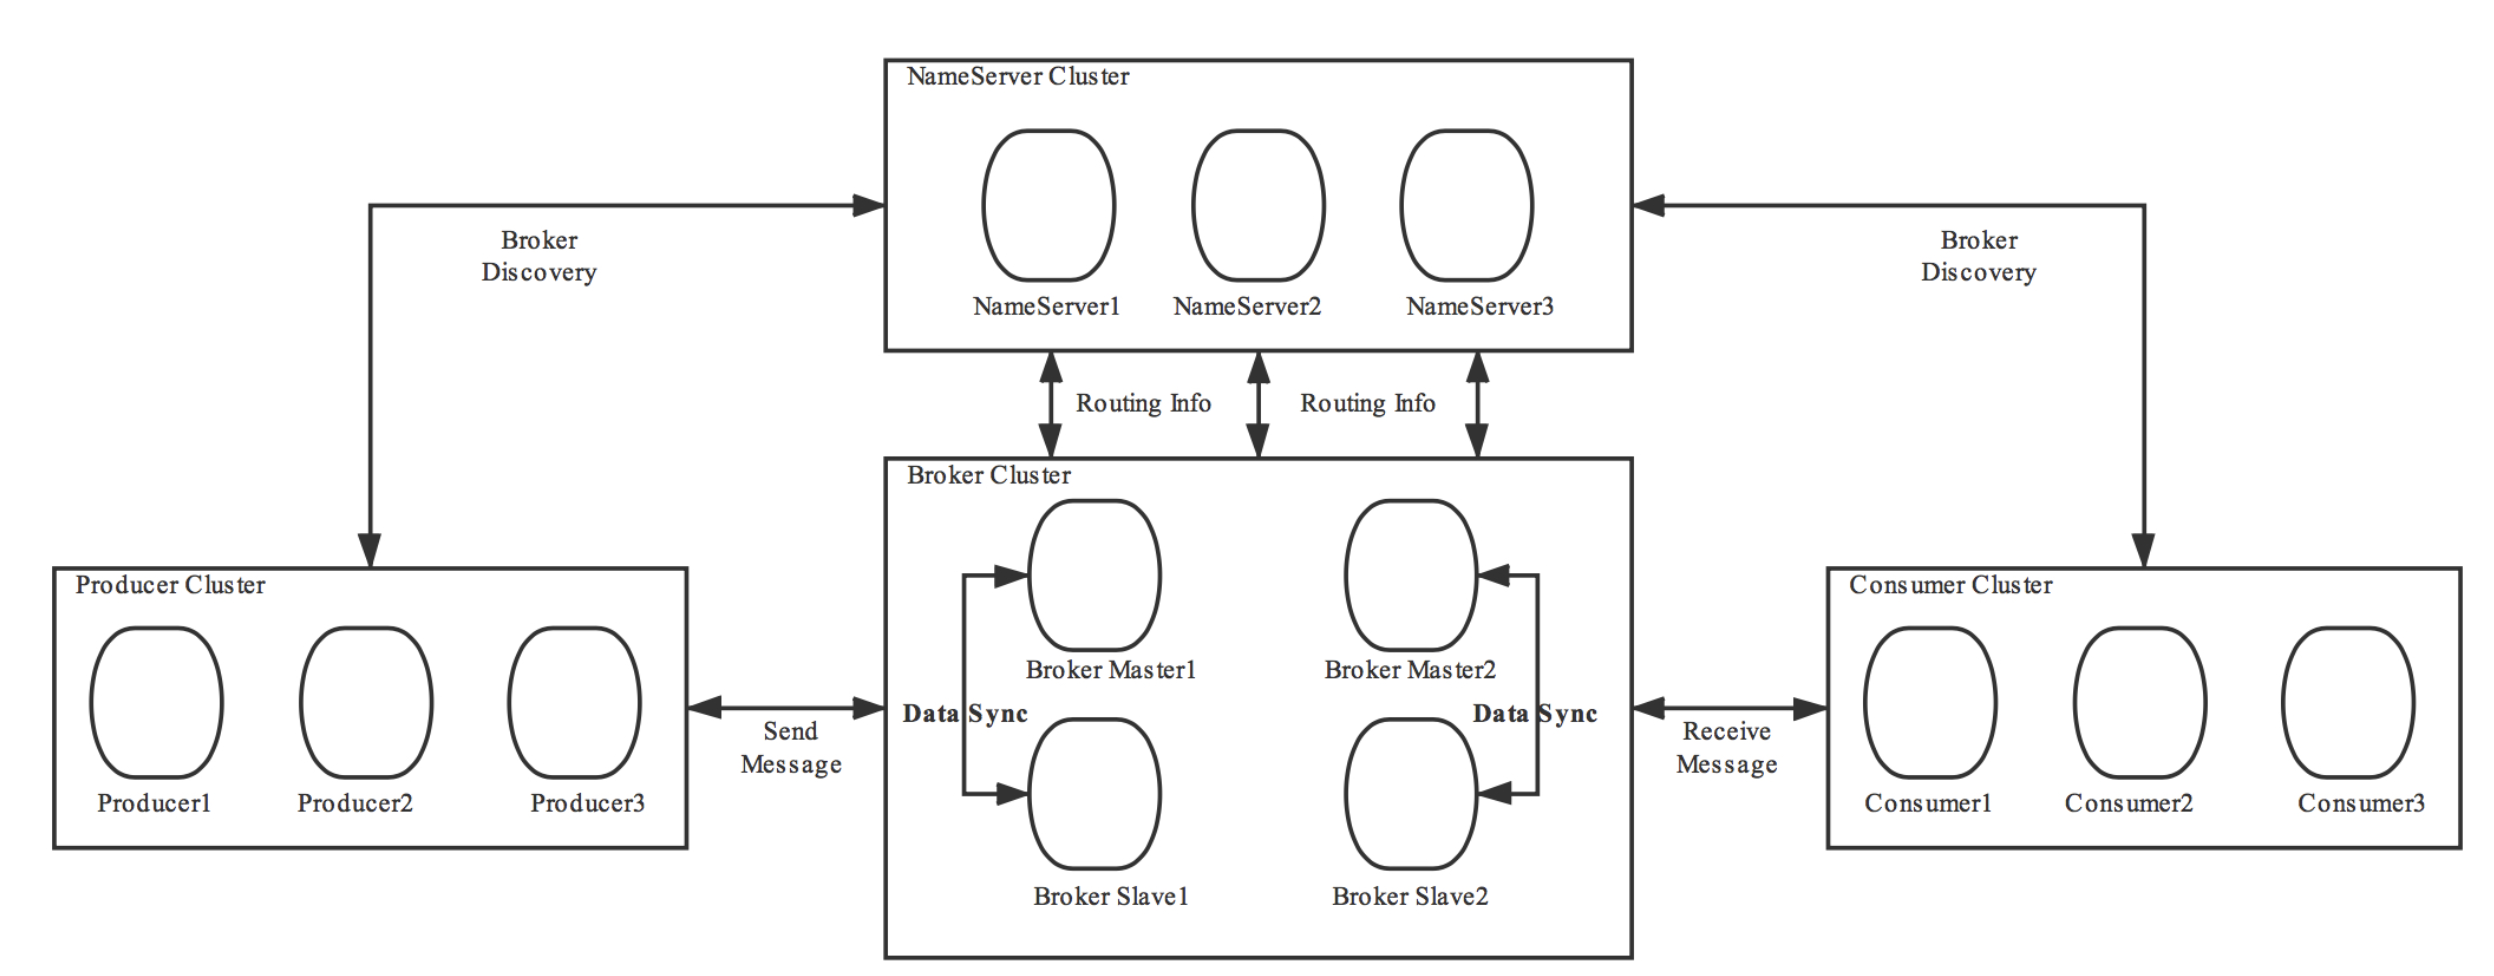 NameServer Cluster
NameServer1
NameServer2
NameServer3
Broker
Discovery
Broker
Discovery
Routing Info
Routing Info
Producer Cluster
Producer1
Producer2
Producer3
Send
Message
Broker Cluster
Broker Master1
Broker Master2
Data Sync
Data Sync
Broker Slave1
Broker Slave2
Receive
Message
Consumer Cluster
Consumer1
Consumer2
Consumer3